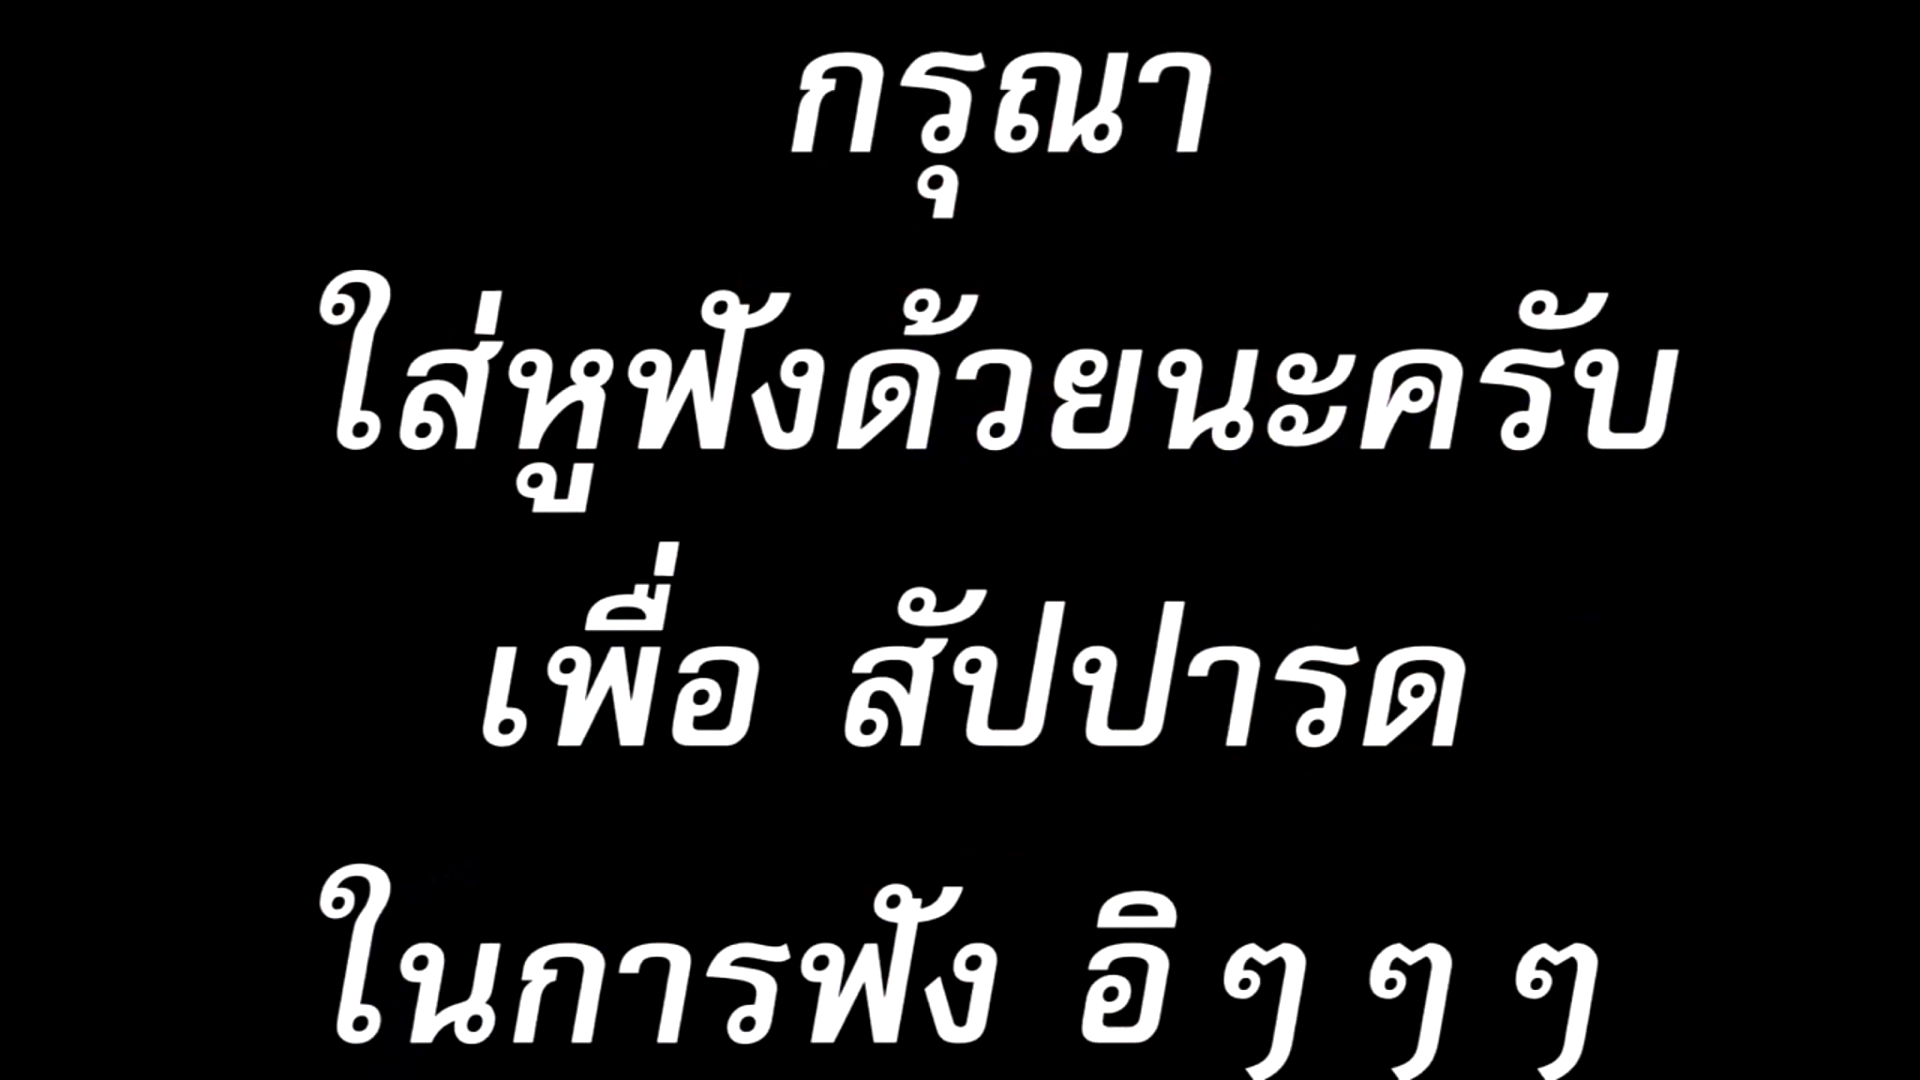 กรุณา
ใส่หูฟังด้วยนะครับ
เพื่อ สัปปารด
ในการฟัง อิ ๆ ๆ ๆ